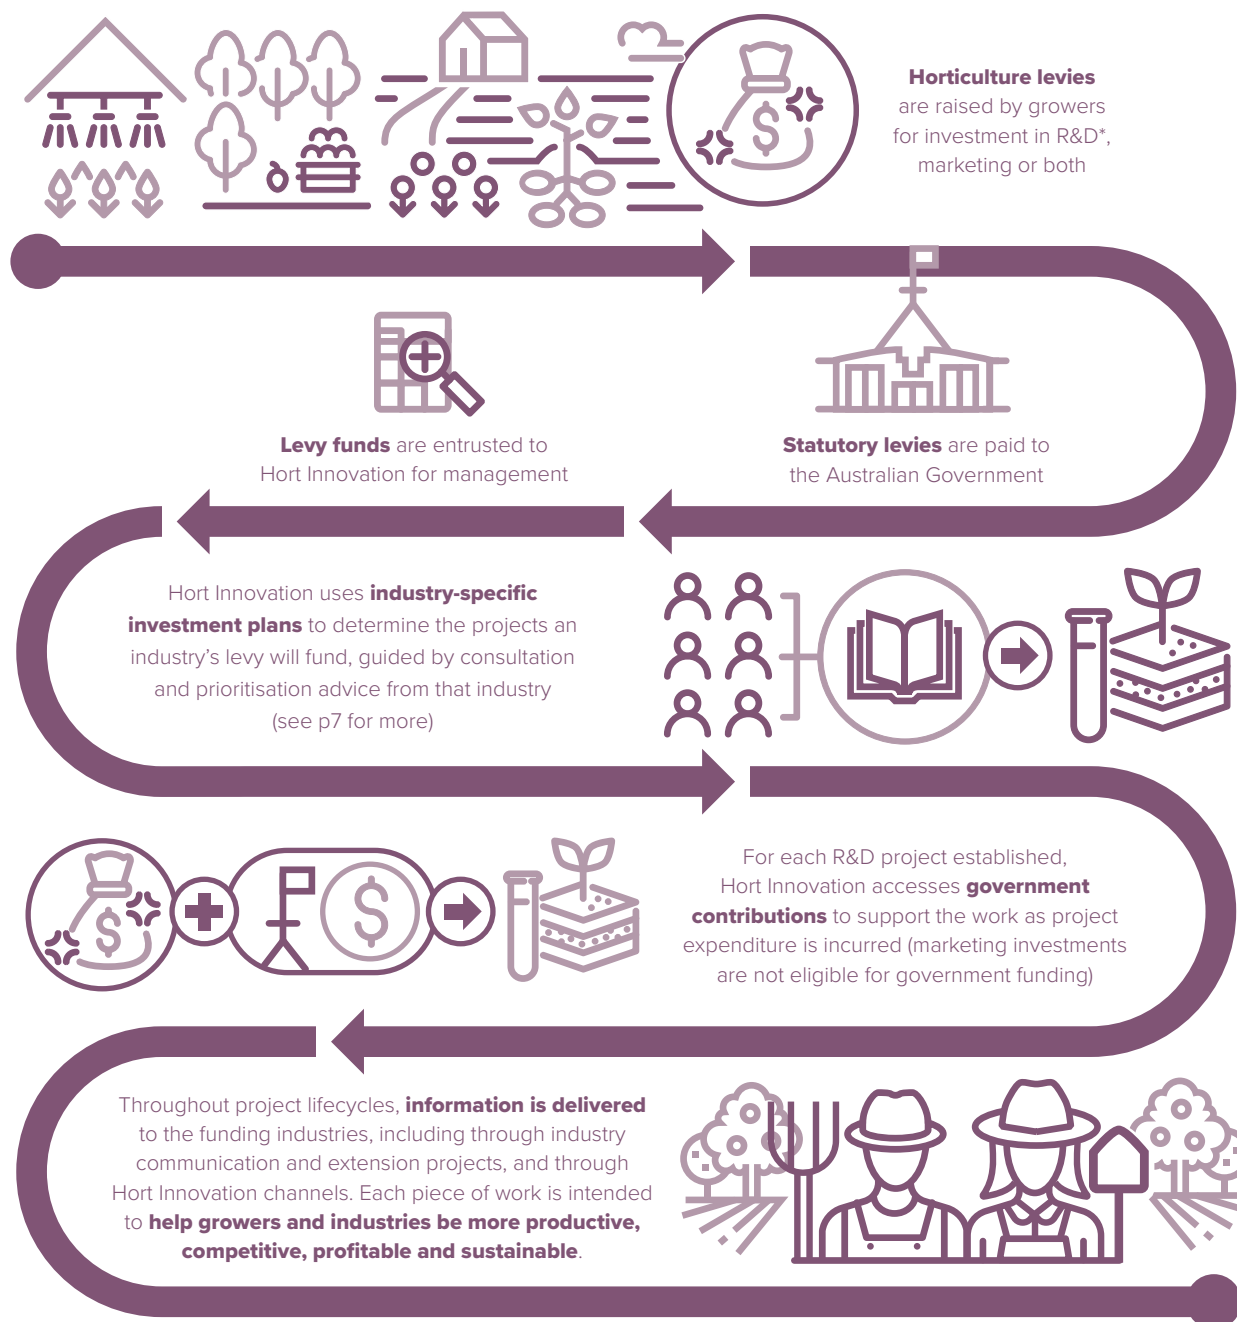 Horticulture levies
are raised by growers
for investment in R&D*,
marketing or both
Levy funds are entrusted to
Hort Innovation for management
Statutory levies are paid to
the Australian Government
Hort Innovation uses industry-specific
investment plans to determine the projects an
industry's levy will fund, guided by consultation
and prioritisation advice from that industry
(see p7 for more)
For each R&D project established,
Hort Innovation accesses government
contributions to support the work as project
expenditure is incurred (marketing investments
are not eligible for government funding)
Throughout project lifecycles, information is delivered
to the funding industries, including through industry
communication and extension projects, and through
Hort Innovation channels. Each piece of work is intended
to help growers and industries be more productive,
competitive, profitable and sustainable.